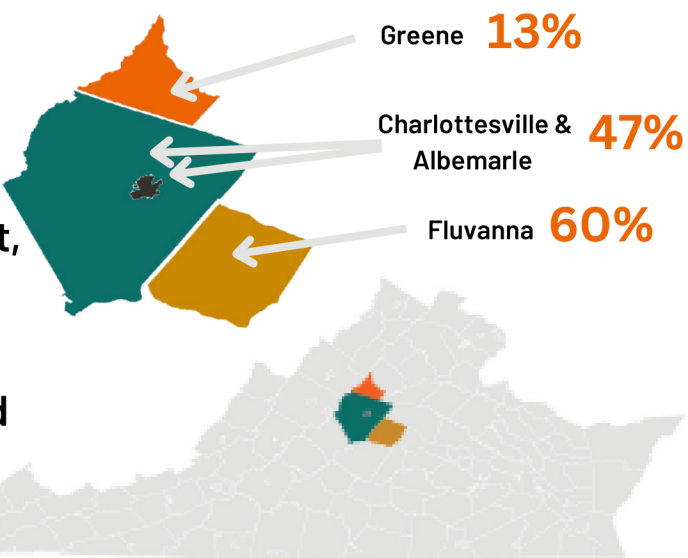 Greene 13%
Charlottesville &
Albemarle 47%
Fluvanna 60%
t,
d